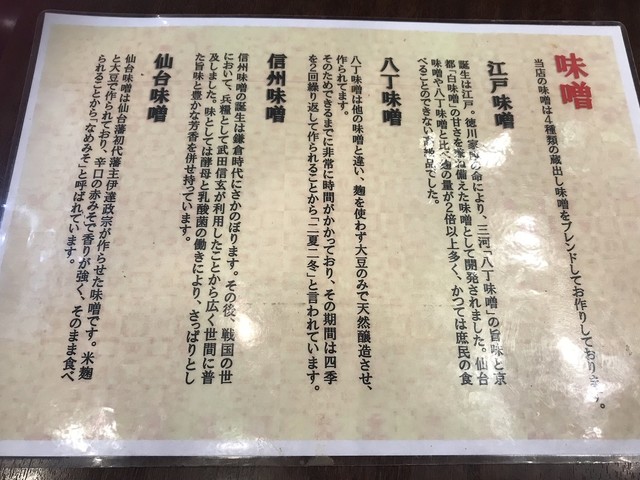 味噌
当店の味噌は4種類の蔵出し味噌をブレンドしてお作りしております。
江戸味噌
誕生は江戸。徳川家康の命により、三河「八丁味噌」の旨味と京
都「白味噌」の甘さを兼ね備えた味噌として開発されました。仙台
味噌や八丁味噌と比べ麹の量が2倍以上多く、かつては庶民の食
べることのできない 品でした。
八丁味噌
八丁味噌は他の味噌と違い、麹を使わず大豆のみで天然醸造させ、
作られてます。
そのためできるまでに非常に時間がかかっており、その期間は四季
を2回繰り返して作られることから「二夏二冬」と言われています。
信州味噌
信州味噌の誕生は鎌倉時代にさかのぼります。その後、戦国の世
において、兵糧として武田信玄が利用したことから広く世間に普
及しました。味としては酵母と乳酸菌の働きにより、さっぱりとし
た旨味と豊かな芳香を併せ持っています。
仙台味噌
仙台味噌は仙台藩初代藩主伊達政宗が作らせた味噌です。米麹
と大豆で作られており、辛口の赤みそで香りが強く、そのまま食べ
られることから「なめみそ」と呼ばれています。